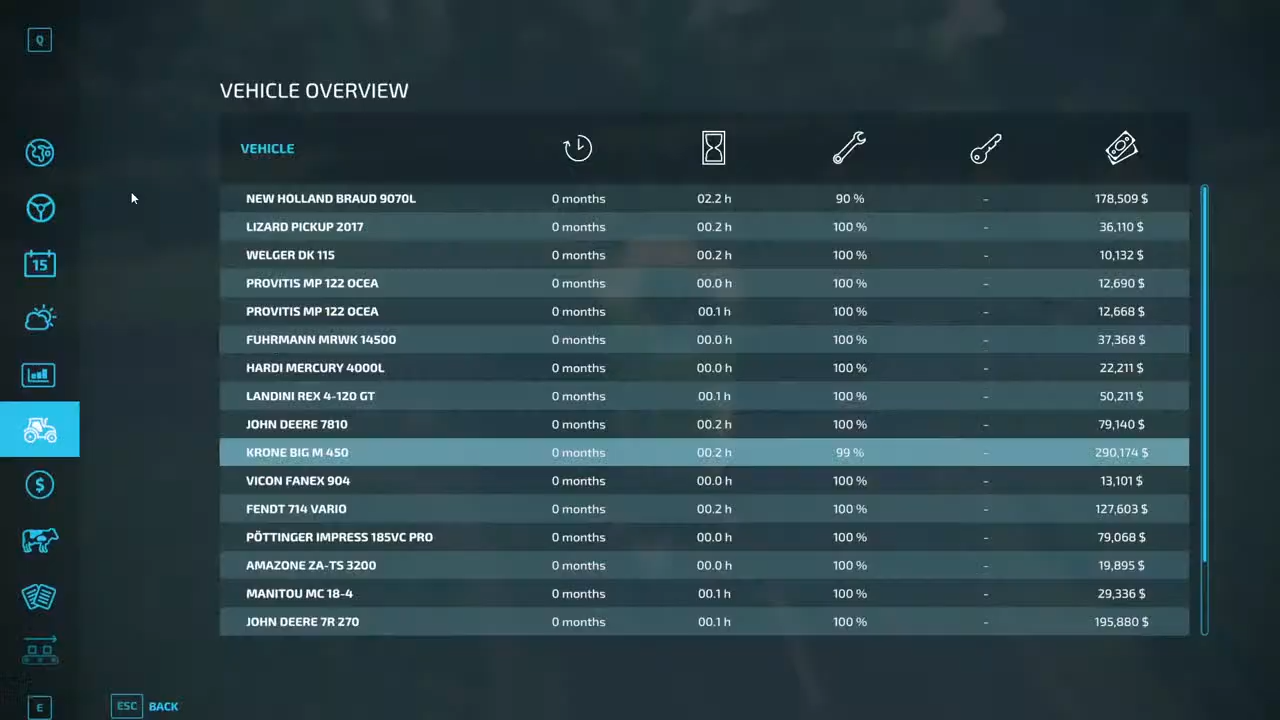 Q
VEHICLE OVERVIEW
VEHICLE
NEW HOLLAND BRAUD 9070L 0 months 02.2 h 90 % - 178,509 $
LIZARD PICKUP 2017 0 months 00.2 h 100 % - 36,110 $
WELGER DK 115 0 months 00.2 h 100 % - 10,132 $
PROVITIS MP 122 OCEA 0 months 00.0 h 100 % - 12,690 $
PROVITIS MP 122 OCEA 0 months 00.1 h 100 % - 12,668 $
FUHRMANN MRWK 14500 0 months 00.0 h 100 % - 37,368 $
HARDI MERCURY 4000L 0 months 00.0 h 100 % - 22,211 $
LANDINI REX 4-120 GT 0 months 00.1 h 100 % - 50,211 $
JOHN DEERE 7810 0 months 00.2 h 100 % - 79,140 $
KRONE BIG M 450 0 months 00.2 h 99 % - 290,174 $
VICON FANEX 904 0 months 00.0 h 100 % - 13,101 $
FENDT 714 VARIO 0 months 00.2 h 100 % - 127,603 $
PÖTTINGER IMPRESS 185VC PRO 0 months 00.0 h 100 % - 79,068 $
AMAZONE ZA-TS 3200 0 months 00.0 h 100 % - 19,895 $
MANITOU MC 18-4 0 months 00.1 h 100 % - 29,336 $
JOHN DEERE 7R 270 0 months 00.1 h 100 % - 195,880 $
15
$
E
ESC BACK